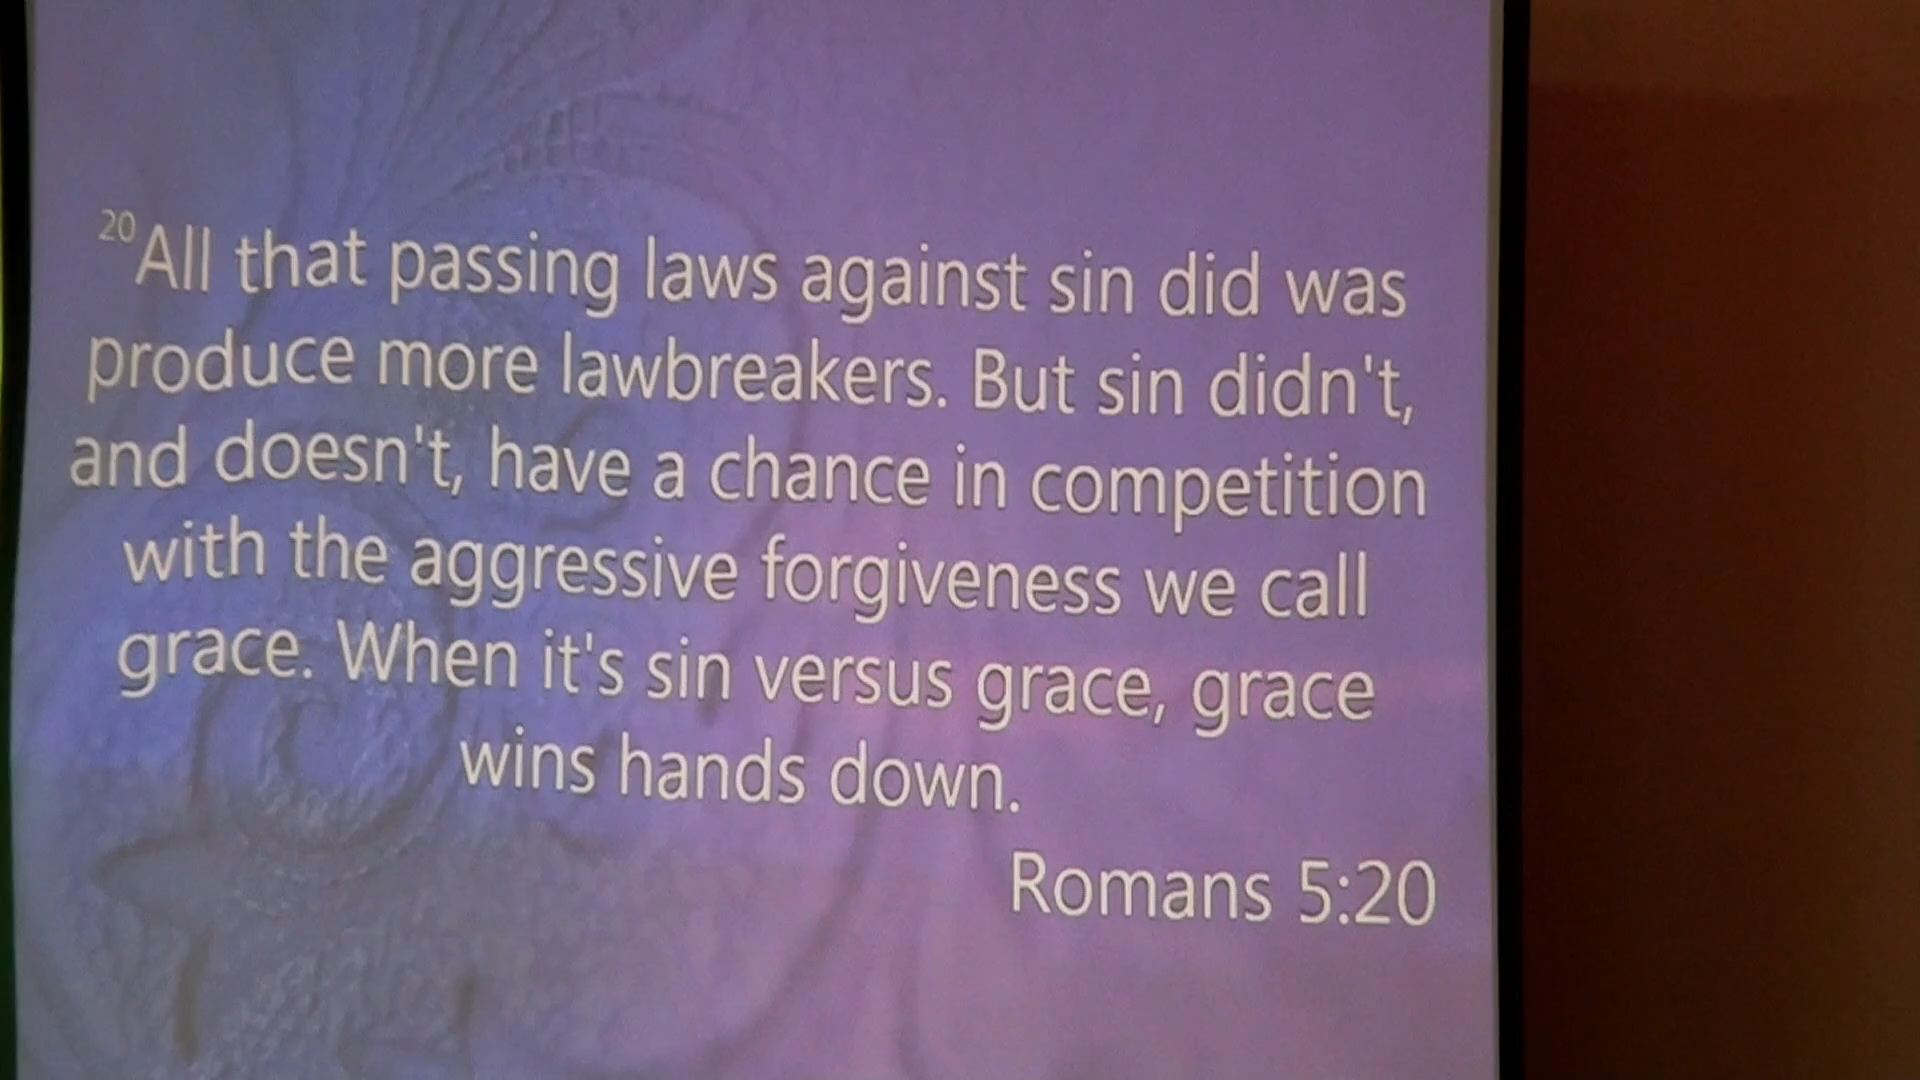 20All that passing laws against sin did was
produce more lawbreakers. But sin didn't,
and doesn't, have a chance in competition
with the aggressive forgiveness we call
grace. When it's sin versus grace, grace
wins hands down.
Romans 5:20